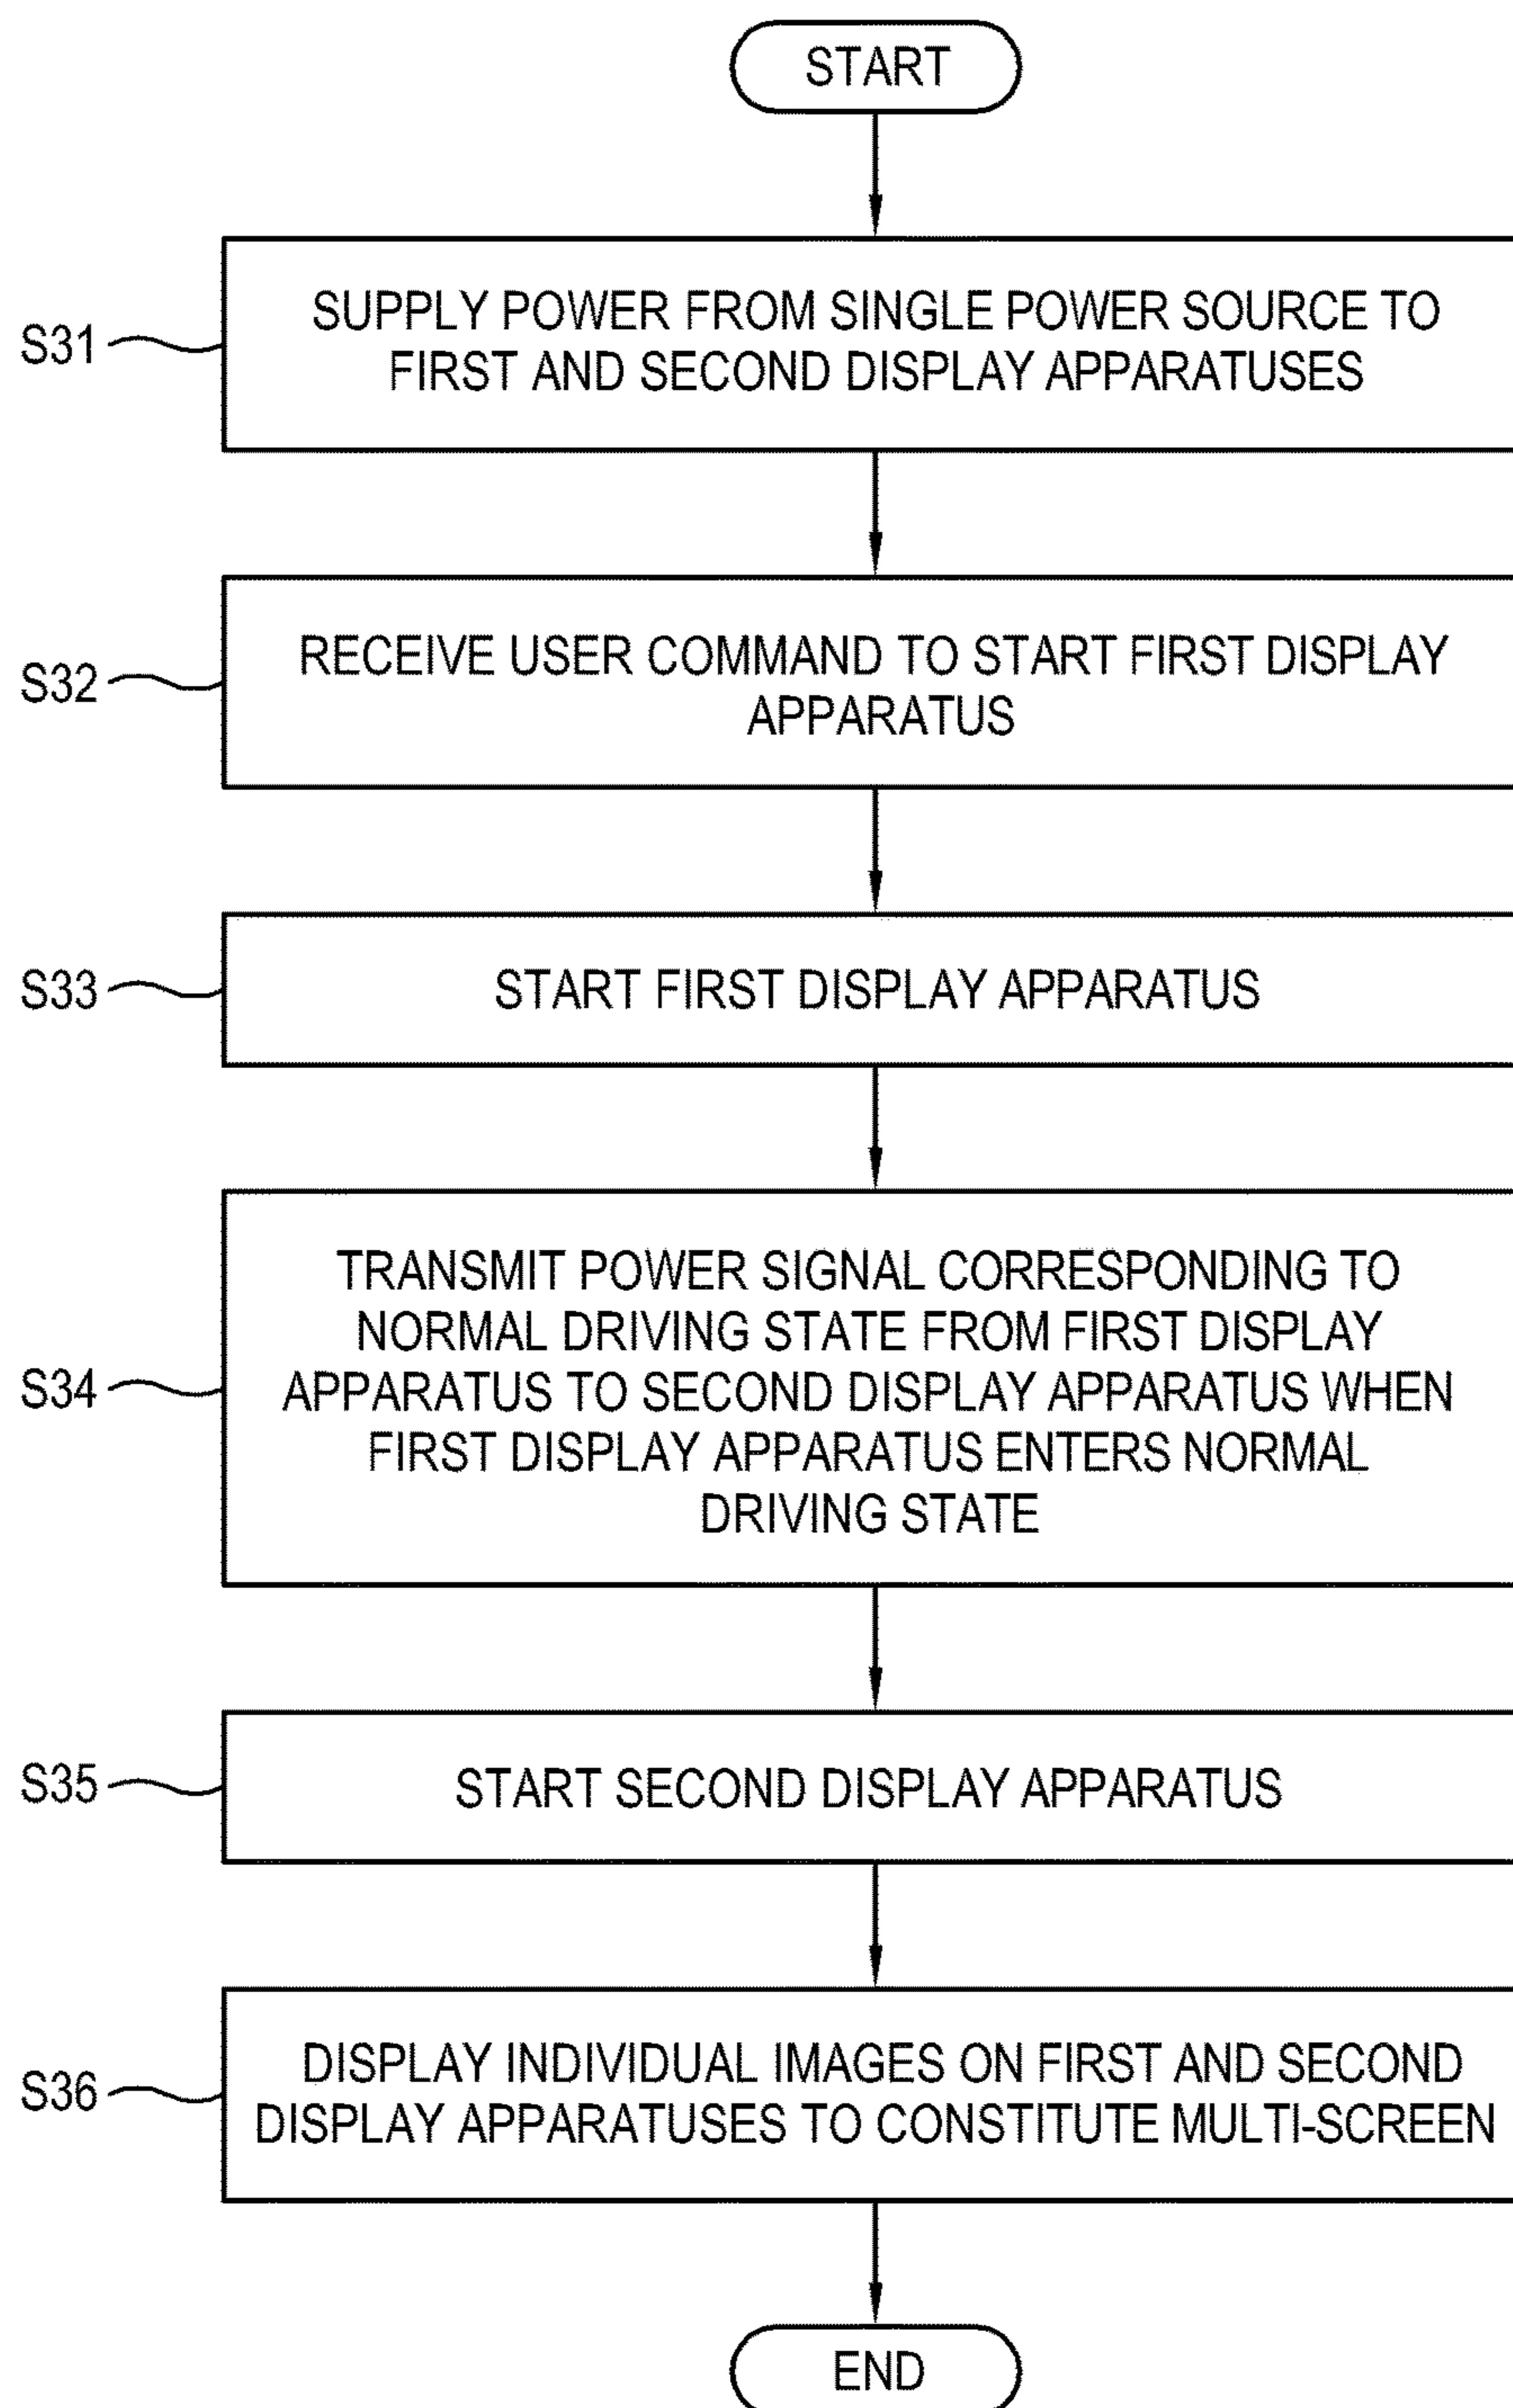 START
S31
SUPPLY POWER FROM SINGLE POWER SOURCE TO
FIRST AND SECOND DISPLAY APPARATUSES
S32
RECEIVE USER COMMAND TO START FIRST DISPLAY
APPARATUS
S33
START FIRST DISPLAY APPARATUS
S34
TRANSMIT POWER SIGNAL CORRESPONDING TO
NORMAL DRIVING STATE FROM FIRST DISPLAY
APPARATUS TO SECOND DISPLAY APPARATUS WHEN
FIRST DISPLAY APPARATUS ENTERS NORMAL
DRIVING STATE
S35
START SECOND DISPLAY APPARATUS
S36
DISPLAY INDIVIDUAL IMAGES ON FIRST AND SECOND
DISPLAY APPARATUSES TO CONSTITUTE MULTI-SCREEN
END